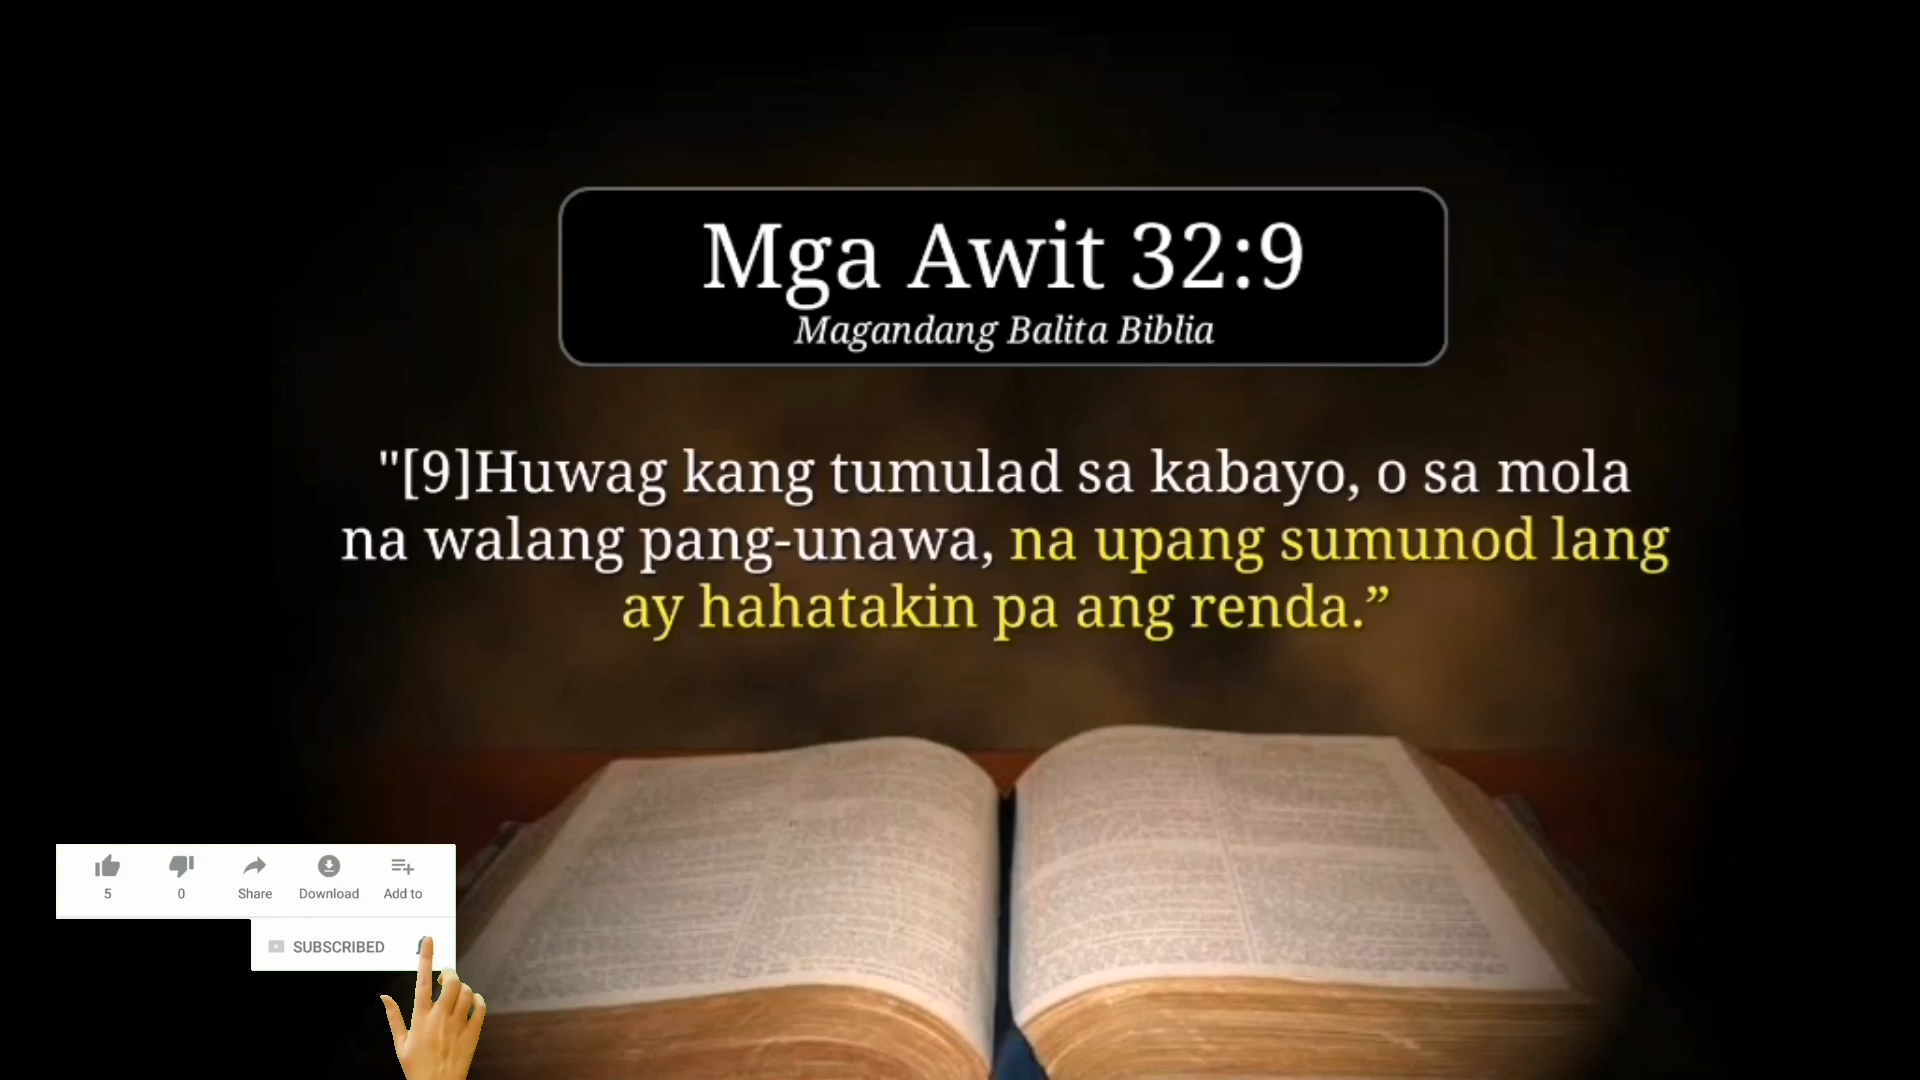 Mga Awit 32:9
Magandang Balita Biblia
"[9]Huwag kang tumulad sa kabayo, o sa mola
na walang pang-unawa, na upang sumunod lang
ay hahatakin pa ang renda.”
5 0 Share Download Add to
SUBSCRIBED